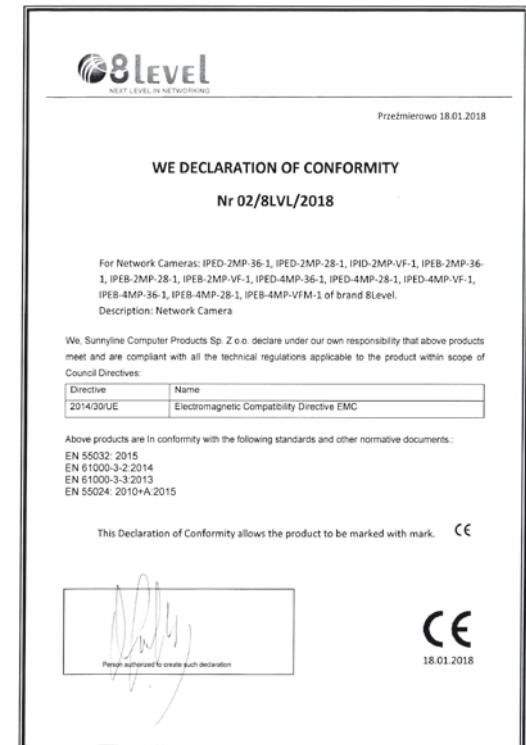 8LEVEL
NEXT LEVEL IN NETWORKING
Przeźmierowo 18.01.2018
WE DECLARATION OF CONFORMITY
Nr 02/8LVL/2018
For Network Cameras: IPED-2MP-36-1, IPED-2MP-28-1, IPID-2MP-VF-1, IPEB-2MP-36-
1, IPEB-2MP-28-1, IPEB-2MP-VF-1, IPED-4MP-36-1, IPED-4MP-28-1, IPED-4MP-VF-1,
IPEB-4MP-36-1, IPEB-4MP-28-1, IPEB-4MP-VFM-1 of brand 8Level.
Description: Network Camera
We, Sunnyline Computer Products Sp. Z o.o. declare under our own responsibility that above products
meet and are compliant with all the technical regulations applicable to the product within scope of
Council Directives:
Directive Name
2014/30/UE Electromagnetic Compatibility Directive EMC
Above products are In conformity with the following standards and other normative documents.:
EN 55032: 2015
EN 61000-3-2:2014
EN 61000-3-3:2013
EN 55024: 2010+A:2015
This Declaration of Conformity allows the product to be marked with mark. CE
Person authorized to create such declaration
CE
18.01.2018